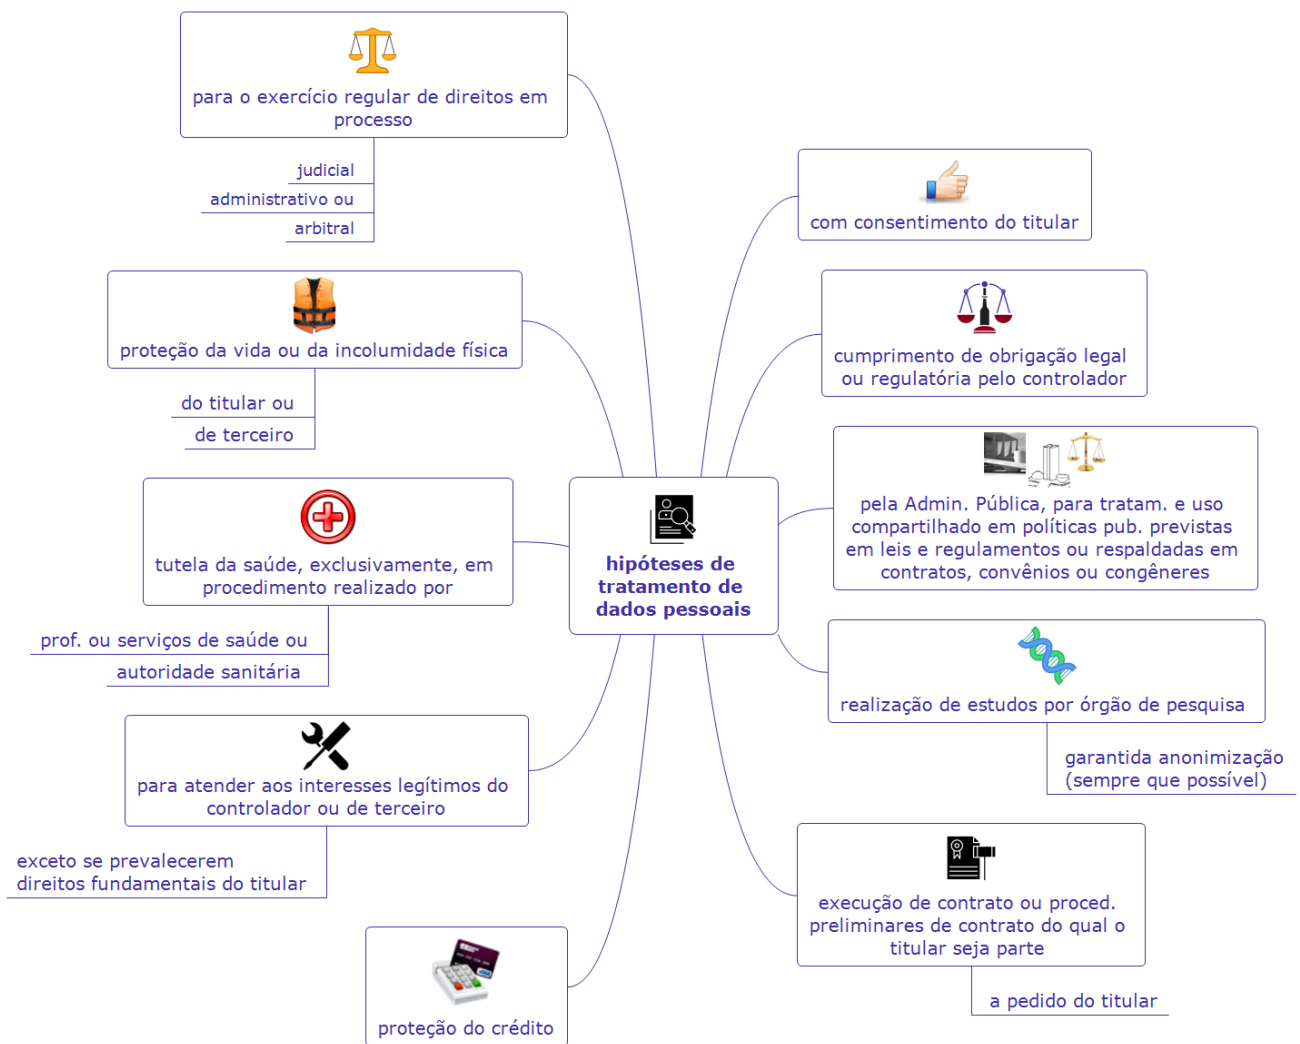 para o exercício regular de direitos em
processo
judicial
administrativo ou
arbitral
proteção da vida ou da incolumidade física
do titular ou
de terceiro
tutela da saúde, exclusivamente, em
procedimento realizado por
prof. ou serviços de saúde ou
autoridade sanitária
para atender aos interesses legítimos do
controlador ou de terceiro
exceto se prevalecerem
direitos fundamentais do titular
proteção do crédito
hipóteses de
tratamento de
dados pessoais
com consentimento do titular
cumprimento de obrigação legal
ou regulatória pelo controlador
pela Admin. Pública, para tratam. e uso
compartilhado em políticas pub. previstas
em leis e regulamentos ou respaldadas em
contratos, convênios ou congêneres
realização de estudos por órgão de pesquisa
garantida anonimização
(sempre que possível)
execução de contrato ou proced.
preliminares de contrato do qual o
titular seja parte
a pedido do titular